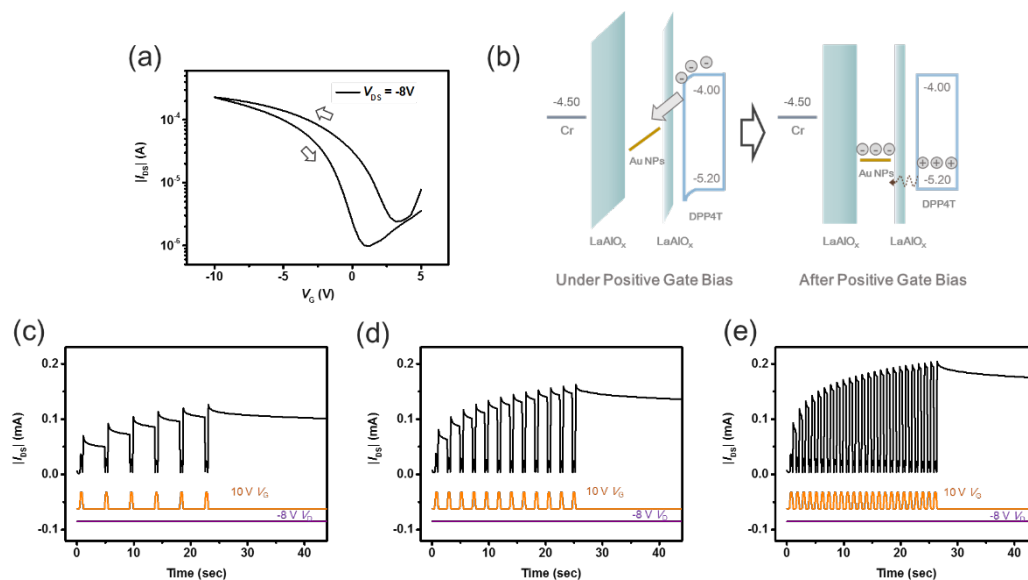 (a)
V_DS = -8V
|I_DS| (A)
10⁻⁴
10⁻⁵
10⁻⁶
-10
-5
0
5
V_G (V)
(b)
-4.50
Cr
Au NPs
-4.00
-5.20
DPP4T
LaAlOₓ
LaAlOₓ
Under Positive Gate Bias
-4.50
Cr
Au NPs
-4.00
-5.20
DPP4T
LaAlOₓ
LaAlOₓ
After Positive Gate Bias
(c)
|I_DS| (mA)
0.2
0.1
0.0
-0.1
10 V V_G
-8 V V_D
0
10
20
30
40
Time (sec)
(d)
|I_DS| (mA)
0.2
0.1
0.0
-0.1
10 V V_G
-8 V V_D
0
10
20
30
40
Time (sec)
(e)
|I_DS| (mA)
0.2
0.1
0.0
-0.1
10 V V_G
-8 V V_D
0
10
20
30
40
Time (sec)